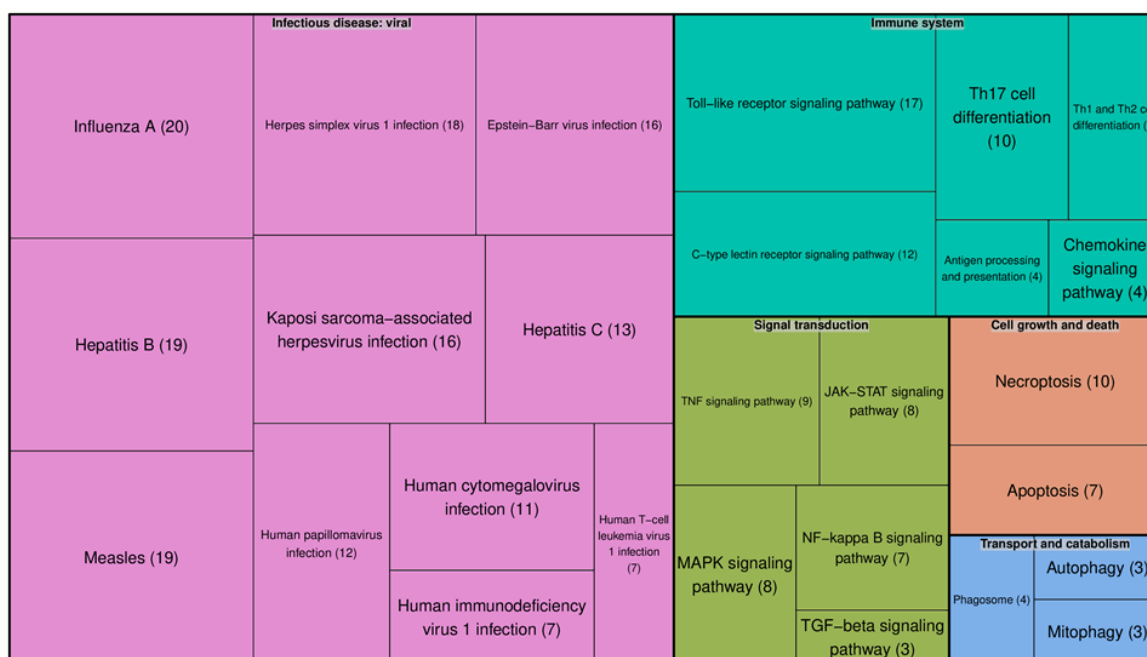 Infectious disease: viral
Influenza A (20)
Herpes simplex virus 1 infection (18)
Epstein−Barr virus infection (16)
Hepatitis B (19)
Kaposi sarcoma−associated
herpesvirus infection (16)
Hepatitis C (13)
Measles (19)
Human papillomavirus
infection (12)
Human cytomegalovirus
infection (11)
Human immunodeficiency
virus 1 infection (7)
Human T−cell
leukemia virus
1 infection
(7)
Immune system
Toll−like receptor signaling pathway (17)
Th17 cell
differentiation
(10)
Th1 and Th2
differentiation
C−type lectin receptor signaling pathway (12)
Antigen processing
and presentation (4)
Chemokine
signaling
pathway (4)
Signal transduction
TNF signaling pathway (9)
JAK−STAT signaling
pathway (8)
MAPK signaling
pathway (8)
NF−kappa B signaling
pathway (7)
TGF−beta signaling
pathway (3)
Cell growth and death
Necroptosis (10)
Apoptosis (7)
Transport and catabolism
Phagosome (4)
Autophagy (3)
Mitophagy (3)